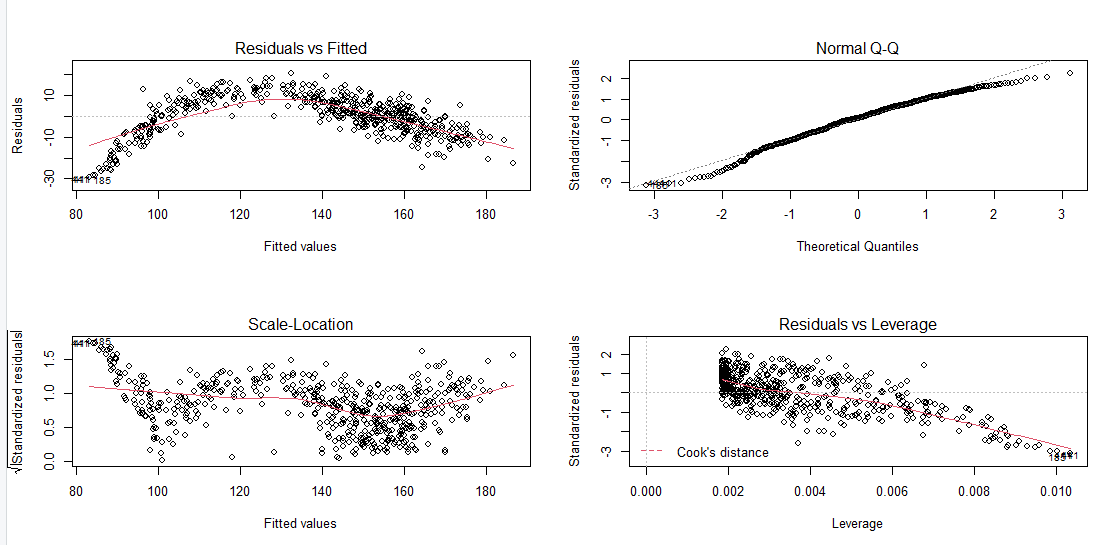 Residuals vs Fitted
Residuals
10
-10
-30
185
80 100 120 140 160 180
Fitted values
Normal Q-Q
Standardized residuals
2
1
0
-1
-3
-3 -2 -1 0 1 2 3
Theoretical Quantiles
Scale-Location
√|Standardized residuals|
1.5
1.0
0.5
0.0
185
80 100 120 140 160 180
Fitted values
Residuals vs Leverage
Standardized residuals
2
1
-1
-3
Cook's distance
185
0.000 0.002 0.004 0.006 0.008 0.010
Leverage